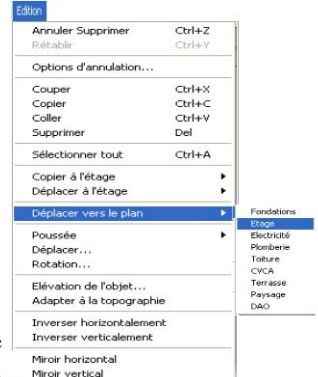 Edition
Annuler Supprimer Ctrl+Z
Rétablir Ctrl+Y
Options d'annulation...
Couper Ctrl+X
Copier Ctrl+C
Coller Ctrl+V
Supprimer Del
Sélectionner tout Ctrl+A
Copier à l'étage
Déplacer à l'étage
Déplacer vers le plan
Fondations
Etage
Electricité
Plomberie
Toiture
CVCA
Terrasse
Paysage
DAO
Poussée
Déplacer...
Rotation...
Elévation de l'objet...
Adapter à la topographie
Inverser horizontalement
Inverser verticalement
Miroir horizontal
Miroir vertical